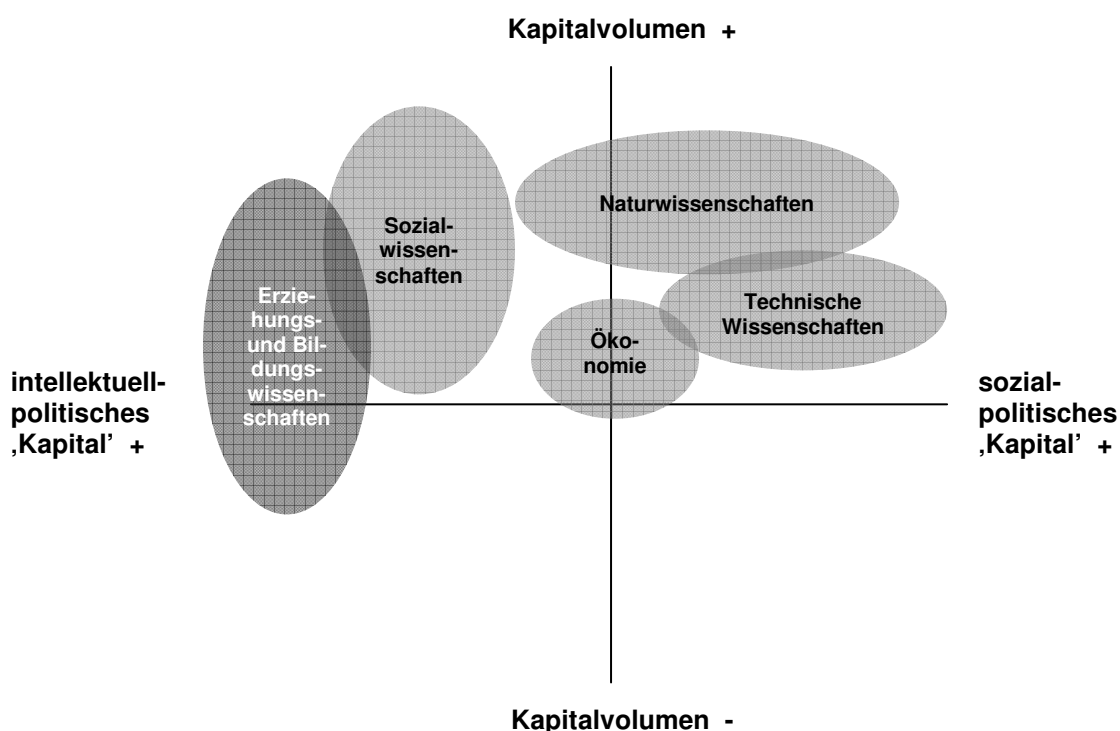 Kapitalvolumen +
Naturwissenschaften
Sozial-
wissen-
schaften
Erzie-
hungs-
und Bil-
dungs-
wissen-
schaften
Technische
Wissenschaften
Öko-
nomie
intellektuell-
politisches
‚Kapital’ +
sozial-
politisches
‚Kapital’ +
Kapitalvolumen -